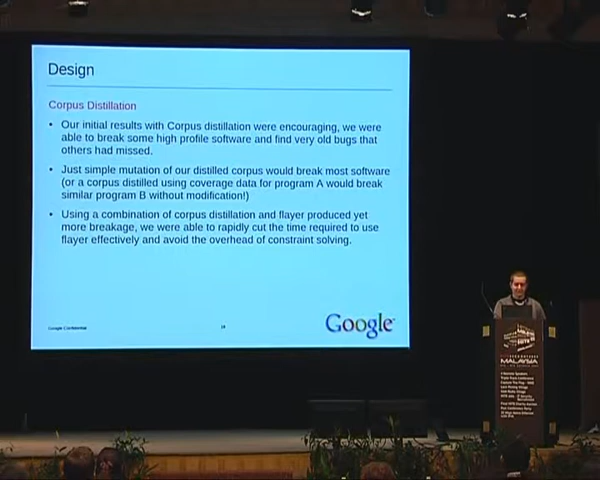 Design
Corpus Distillation
• Our initial results with Corpus distillation were encouraging, we were
able to break some high profile software and find very old bugs that
others had missed.
• Just simple mutation of our distilled corpus would break most software
(or a corpus distilled using coverage data for program A would break
similar program B without modification!)
• Using a combination of corpus distillation and flayer produced yet
more breakage, we were able to rapidly cut the time required to use
flayer effectively and avoid the overhead of constraint solving.
Google Confidential
Google
MALAYSIA